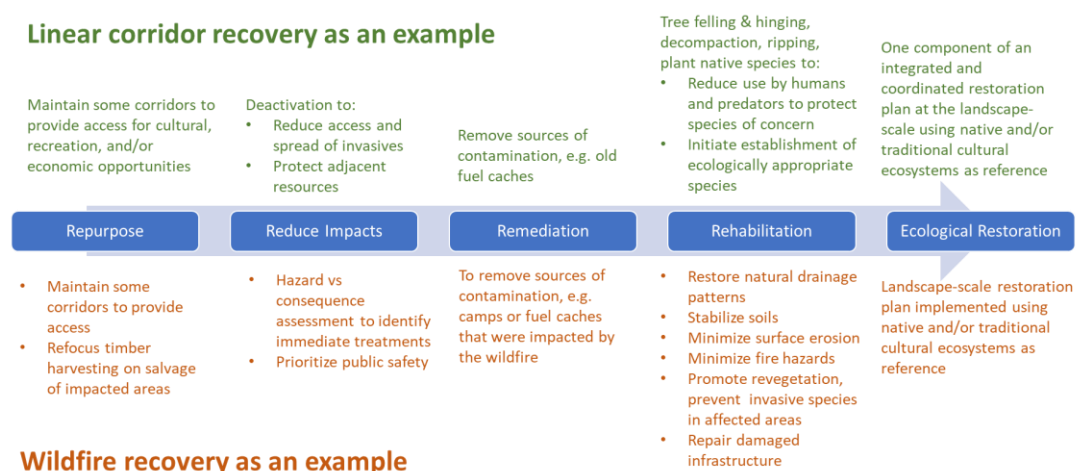 Linear corridor recovery as an example
Maintain some corridors to
provide access for cultural,
recreation, and/or
economic opportunities
Deactivation to:
• Reduce access and
spread of invasives
• Protect adjacent
resources
Remove sources of
contamination, e.g. old
fuel caches
Tree felling & hinging,
decompaction, ripping,
plant native species to:
• Reduce use by humans
and predators to protect
species of concern
• Initiate establishment of
ecologically appropriate
species
One component of an
integrated and
coordinated restoration
plan at the landscape-
scale using native and/or
traditional cultural
ecosystems as reference
Repurpose
Reduce Impacts
Remediation
Rehabilitation
Ecological Restoration
• Maintain some
corridors to provide
access
• Refocus timber
harvesting on salvage
of impacted areas
• Hazard vs
consequence
assessment to identify
immediate treatments
• Prioritize public safety
To remove sources of
contamination, e.g.
camps or fuel caches
that were impacted by
the wildfire
• Restore natural drainage
patterns
• Stabilize soils
• Minimize surface erosion
• Minimize fire hazards
• Promote revegetation,
prevent invasive species
in affected areas
• Repair damaged
infrastructure
Landscape-scale restoration
plan implemented using
native and/or traditional
cultural ecosystems as
reference
Wildfire recovery as an example